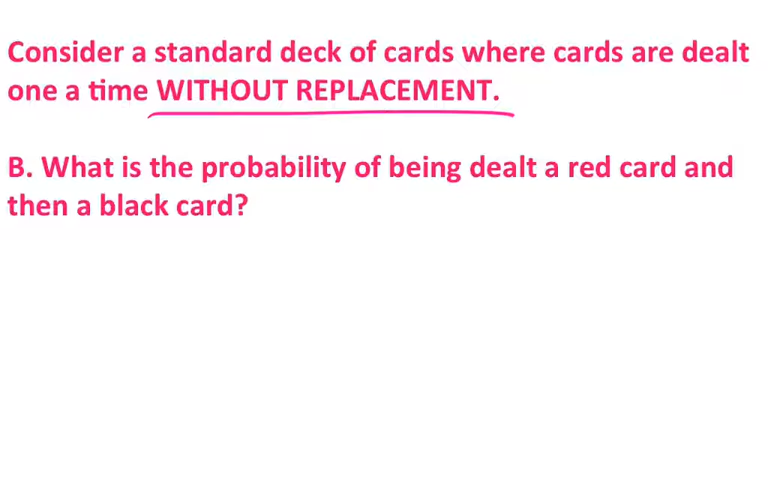 Consider a standard deck of cards where cards are dealt
one a time WITHOUT REPLACEMENT.
B. What is the probability of being dealt a red card and
then a black card?